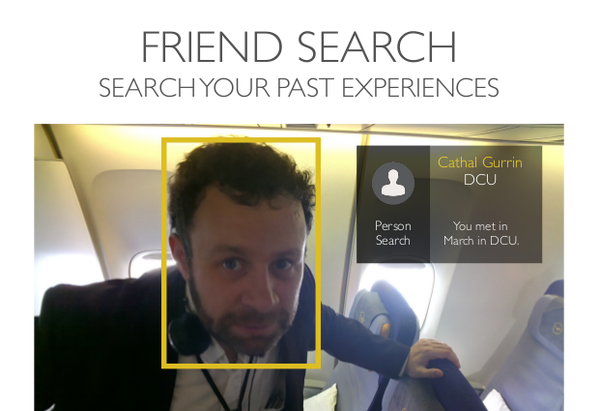 FRIEND SEARCH
SEARCH YOUR PAST EXPERIENCES
Cathal Gurrin
DCU
Person
Search
You met in
March in DCU.